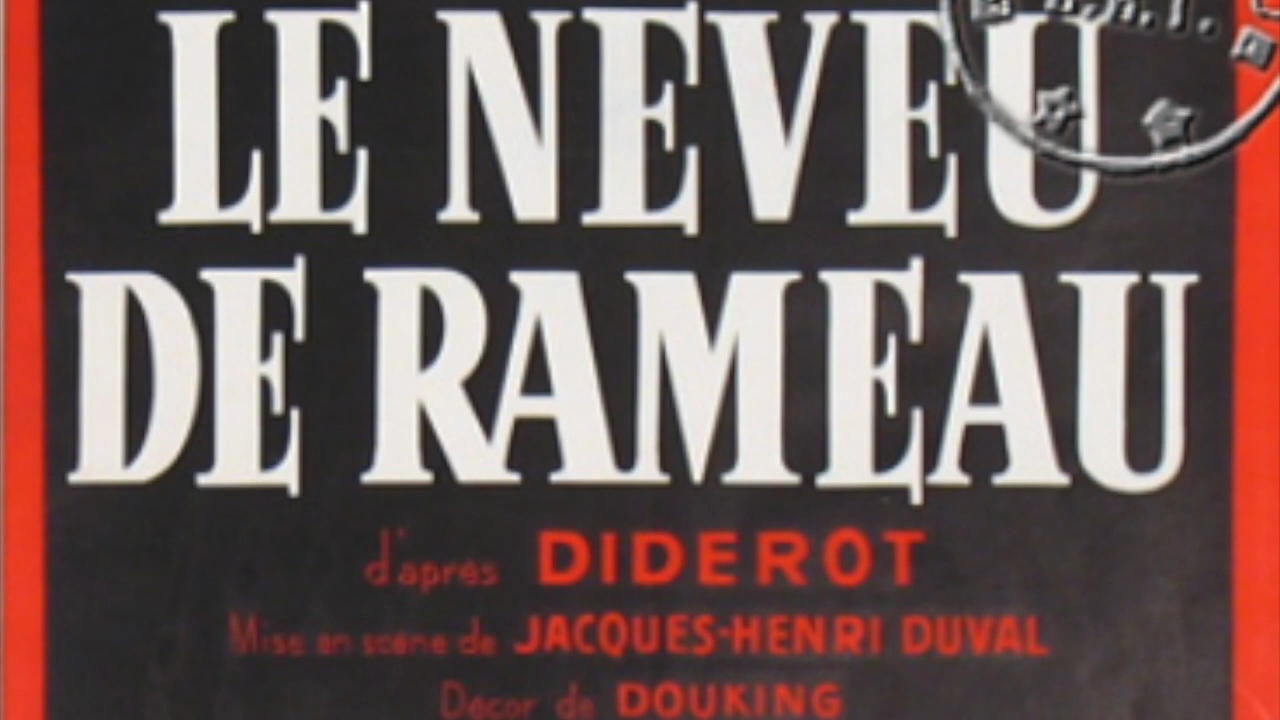 LE NEVEU
DE RAMEAU
d'après DIDEROT
Mise en scène de JACQUES-HENRI DUVAL
Décor de DOUKING